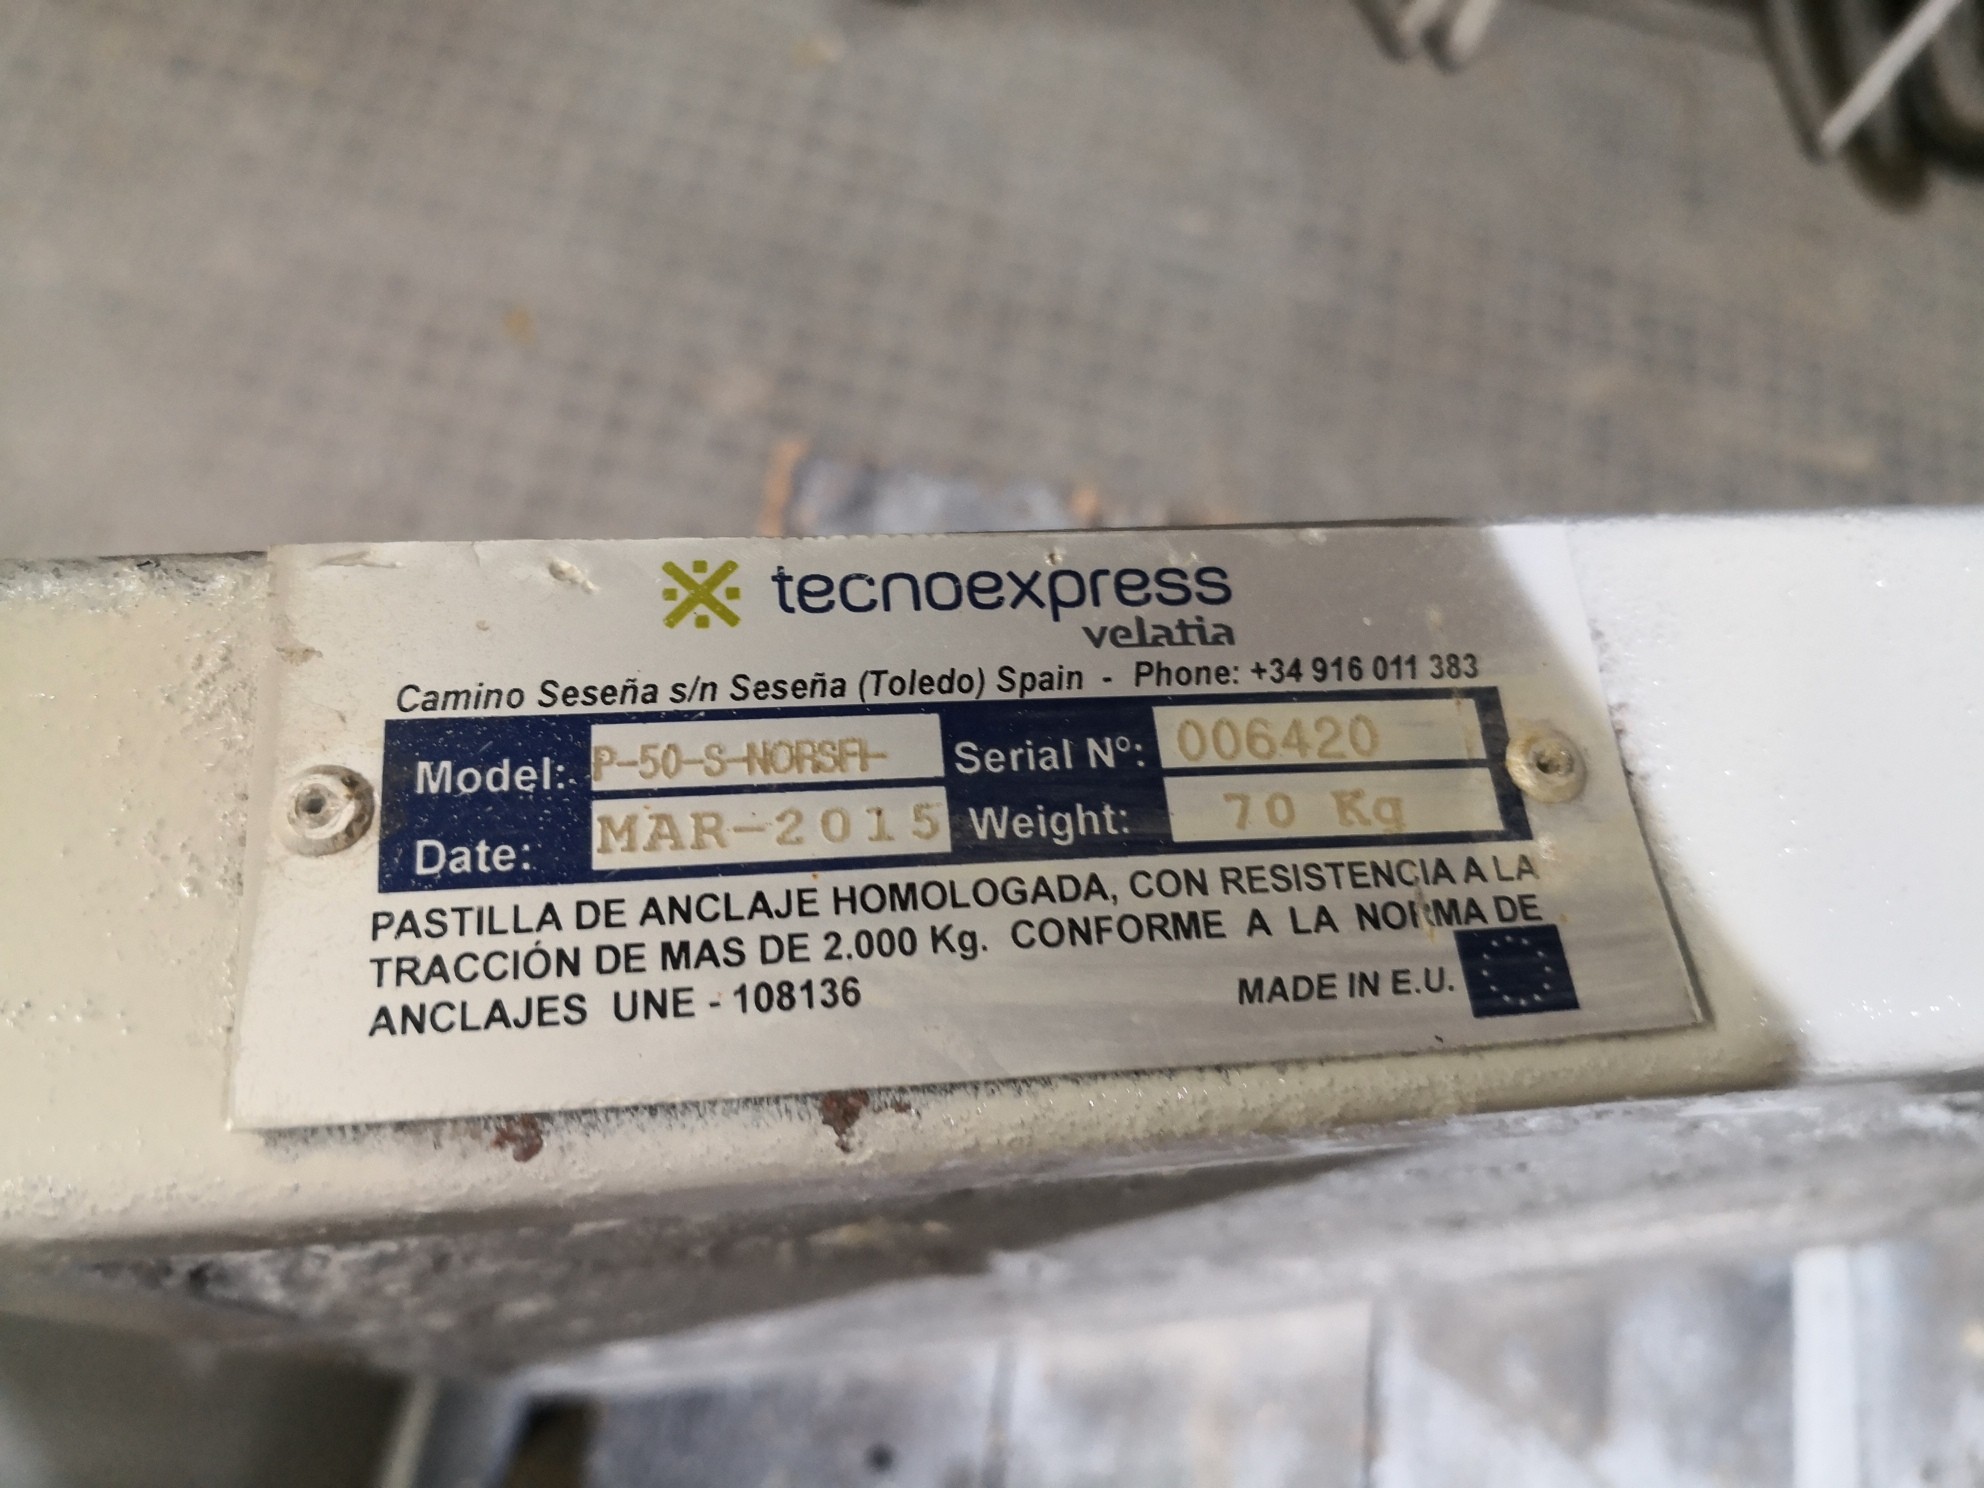 tecnoexpress
velatia
Camino Seseña s/n Seseña (Toledo) Spain - Phone: +34 916 011 383
Model: P-50-S-NORSFI- Serial Nº: 006420
Date: MAR-2015 Weight: 70 Kg
PASTILLA DE ANCLAJE HOMOLOGADA, CON RESISTENCIA A LA
TRACCIÓN DE MAS DE 2.000 Kg. CONFORME A LA NORMA DE
ANCLAJES UNE - 108136 MADE IN E.U.